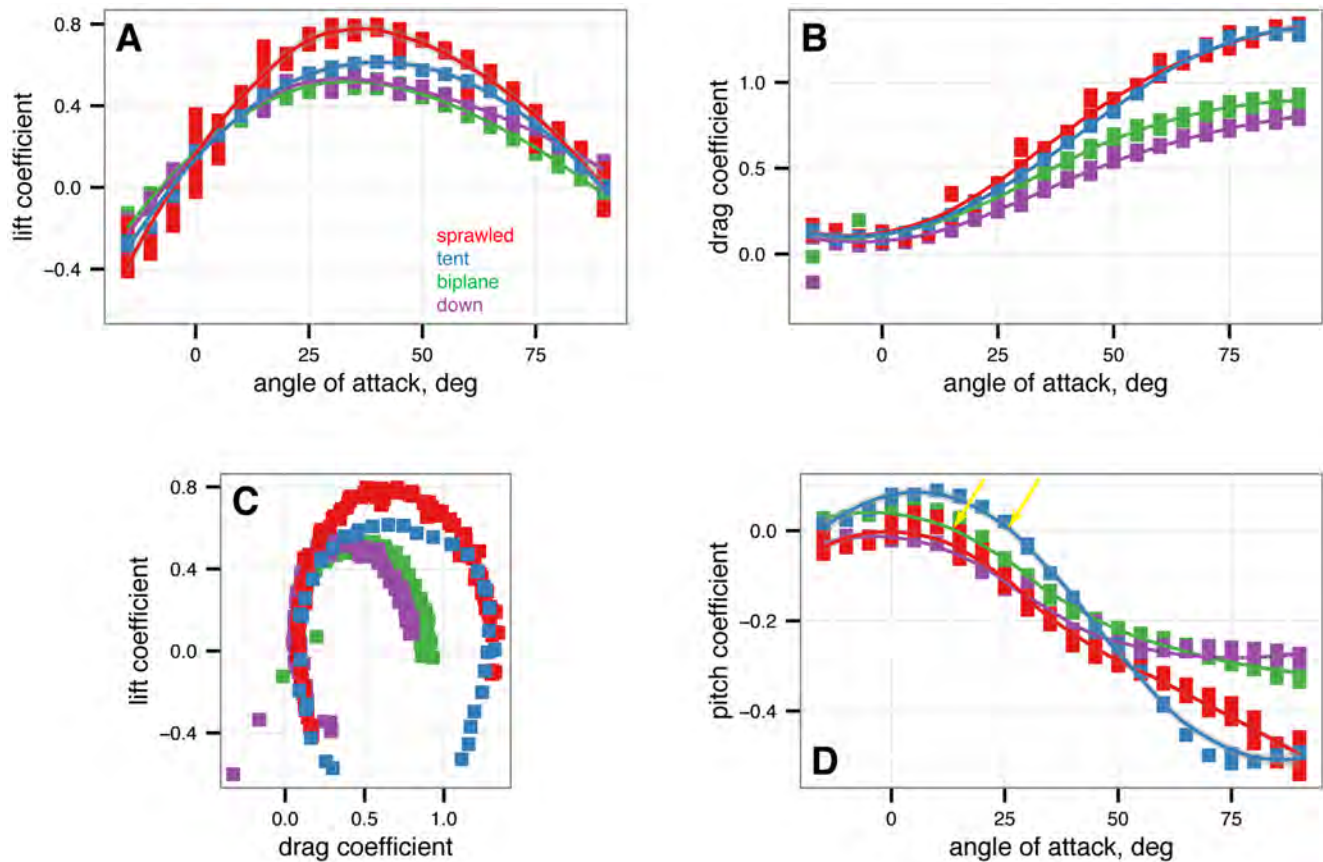 A
0.8
0.4
0.0
−0.4
lift coefficient
sprawled
tent
biplane
down
0
25
50
75
angle of attack, deg
B
1.0
0.5
0.0
drag coefficient
0
25
50
75
angle of attack, deg
C
0.8
0.4
0.0
−0.4
lift coefficient
0.0
0.5
1.0
drag coefficient
D
0.0
−0.2
−0.4
pitch coefficient
0
25
50
75
angle of attack, deg